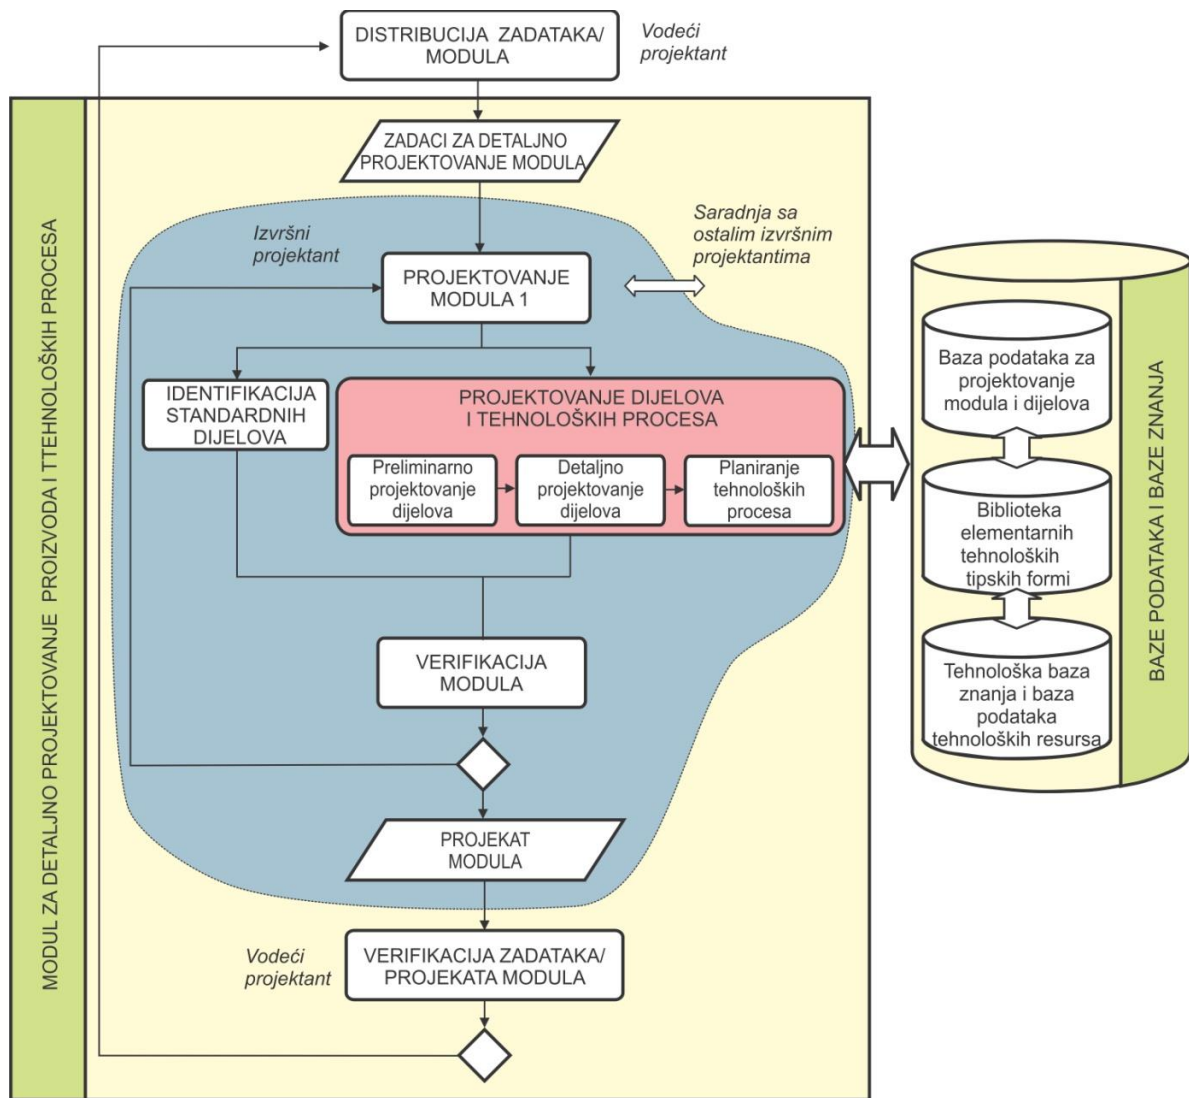 DISTRIBUCIJA ZADATAKA/
MODULA
Vodeći
projektant
ZADACI ZA DETALJNO
PROJEKTOVANJE MODULA
Izvršni
projektant
Saradnja sa
ostalim izvršnim
projektantima
PROJEKTOVANJE
MODULA 1
IDENTIFIKACIJA
STANDARDNIH
DIJELOVA
PROJEKTOVANJE DIJELOVA
I TEHNOLOŠKIH PROCESA
Preliminarno
projektovanje
dijelova
Detaljno
projektovanje
dijelova
Planiranje
tehnoloških
procesa
VERIFIKACIJA
MODULA
PROJEKAT
MODULA
Vodeći
projektant
VERIFIKACIJA ZADATAKA/
PROJEKATA MODULA
MODUL ZA DETALJNO PROJEKTOVANJE PROIZVODA I TTEHNOLOŠKIH PROCESA
Baza podataka za
projektovanje
modula i dijelova
Biblioteka
elementarnih
tehnoloških
tipskih formi
Tehnološka baza
znanja i baza
podataka
tehnoloških resursa
BAZE PODATAKA I BAZE ZNANJA